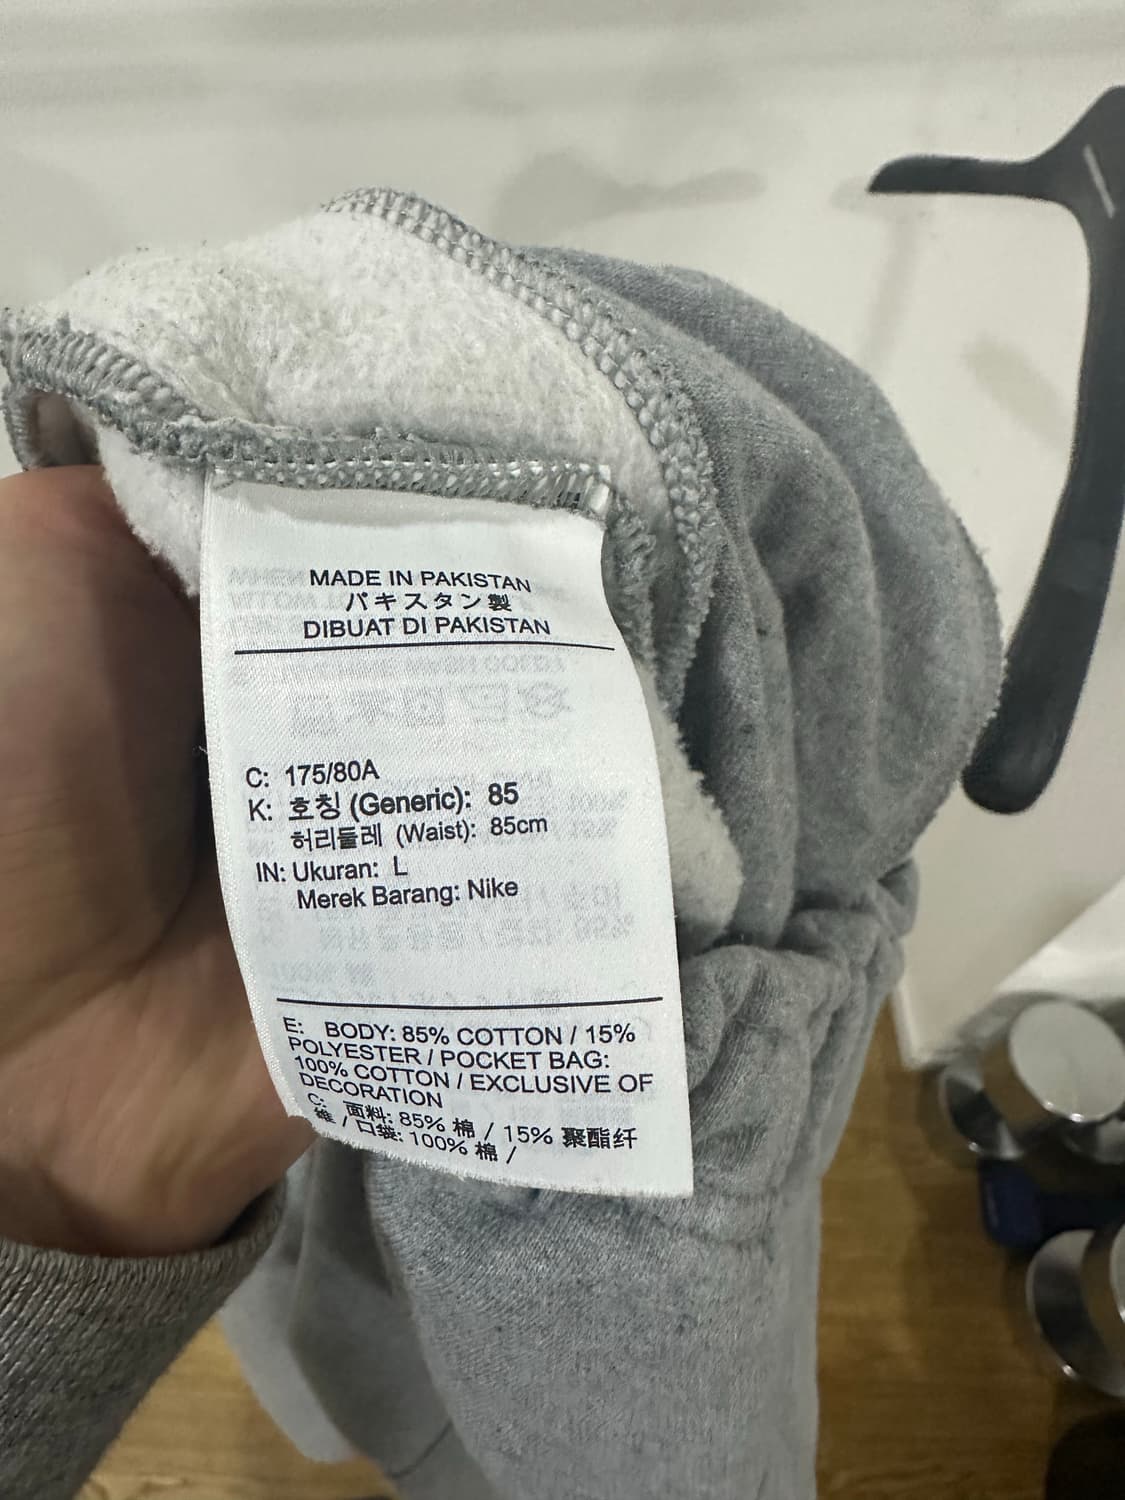 MADE IN PAKISTAN
パキスタン製
DIBUAT DI PAKISTAN
C: 175/80A
K: 호칭 (Generic): 85
허리둘레 (Waist): 85cm
IN: Ukuran: L
Merek Barang: Nike
E: BODY: 85% COTTON / 15%
POLYESTER / POCKET BAG:
100% COTTON / EXCLUSIVE OF
DECORATION
C: 面料: 85% 棉 / 15% 聚酯纤
维 / 口袋: 100% 棉 /